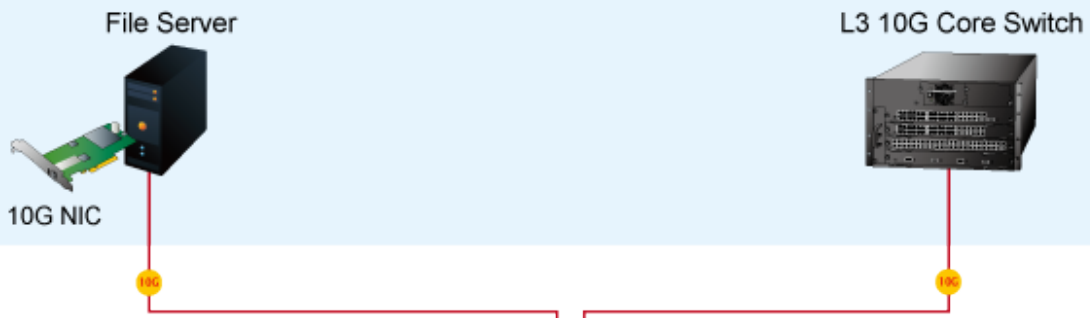 File Server
L3 10G Core Switch
10G NIC
10G
10G